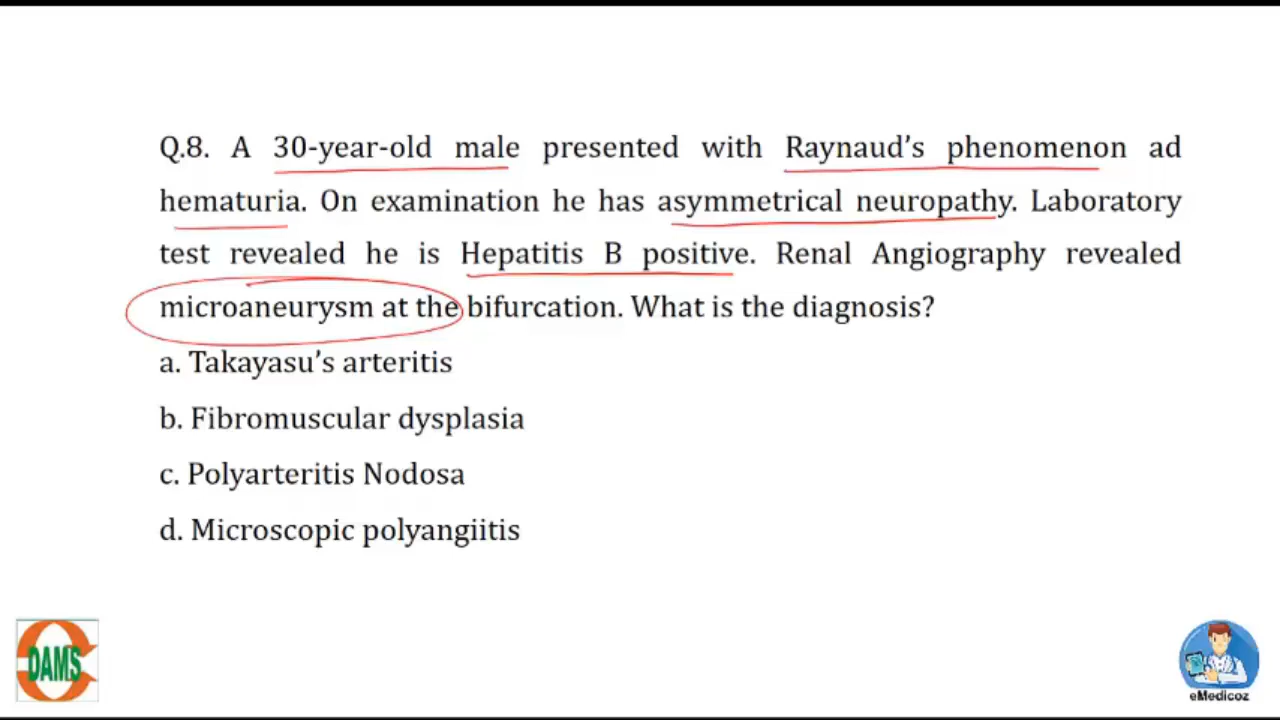 Q.8. A 30-year-old male presented with Raynaud’s phenomenon ad
hematuria. On examination he has asymmetrical neuropathy. Laboratory
test revealed he is Hepatitis B positive. Renal Angiography revealed
microaneurysm at the bifurcation. What is the diagnosis?
a. Takayasu’s arteritis
b. Fibromuscular dysplasia
c. Polyarteritis Nodosa
d. Microscopic polyangiitis
DAMS
eMedicoz